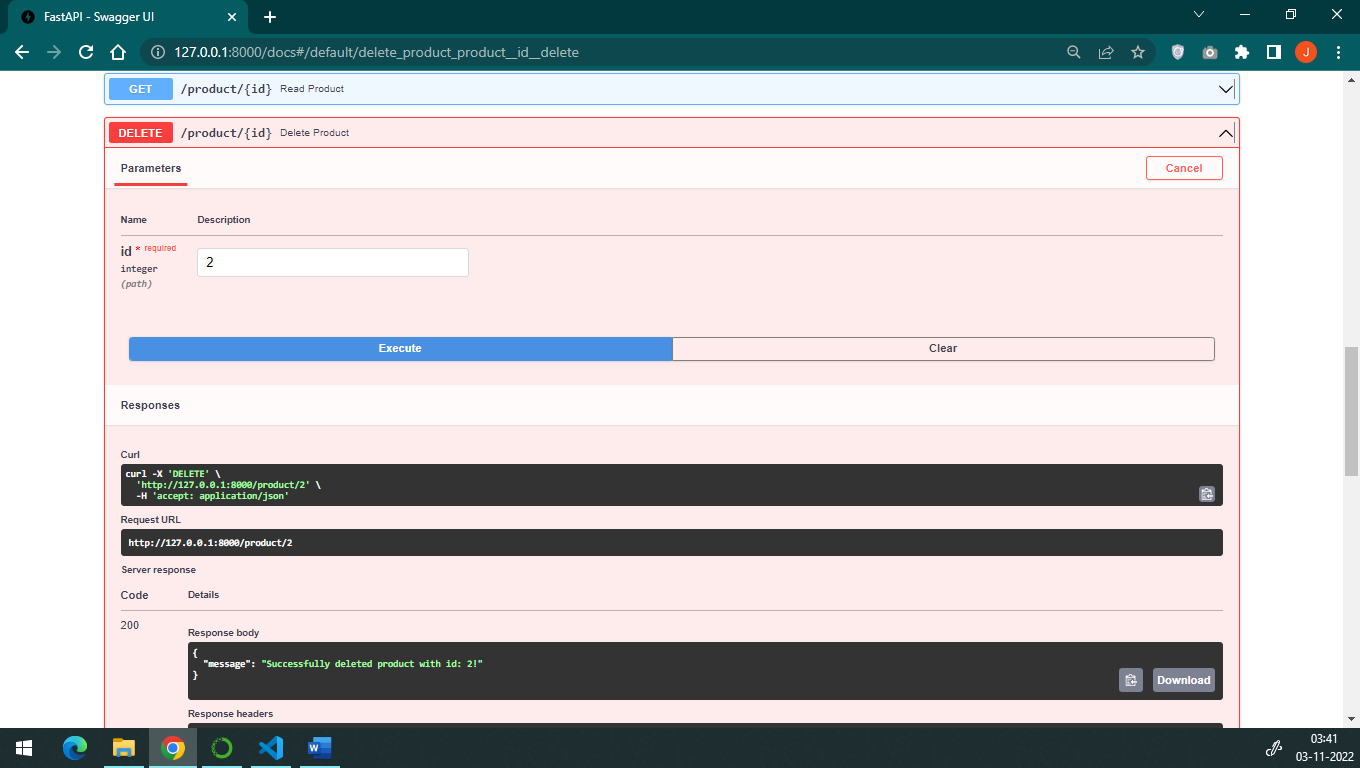 FastAPI - Swagger UI
127.0.0.1:8000/docs#/default/delete_product_product__id__delete
J
GET /product/{id} Read Product
DELETE /product/{id} Delete Product
Parameters
Cancel
Name Description
id * required
integer
(path)
2
Execute
Clear
Responses
Curl
curl -X 'DELETE' \
'http://127.0.0.1:8000/product/2' \
-H 'accept: application/json'
Request URL
http://127.0.0.1:8000/product/2
Server response
Code Details
200
Response body
{
"message": "Successfully deleted product with id: 2!"
}
Download
Response headers
W
03:41
03-11-2022